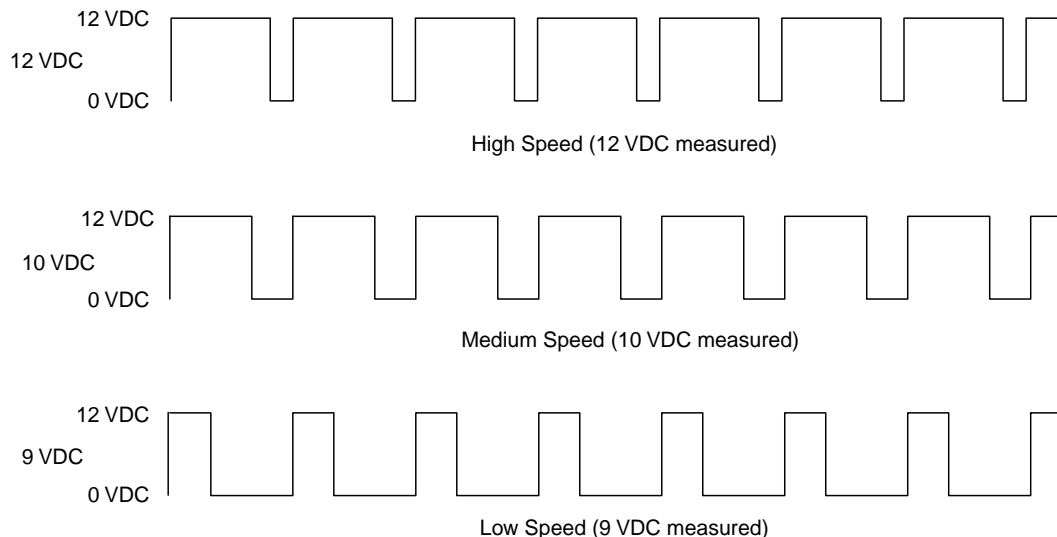 12 VDC
12 VDC
0 VDC
High Speed (12 VDC measured)
12 VDC
10 VDC
0 VDC
Medium Speed (10 VDC measured)
12 VDC
9 VDC
0 VDC
Low Speed (9 VDC measured)